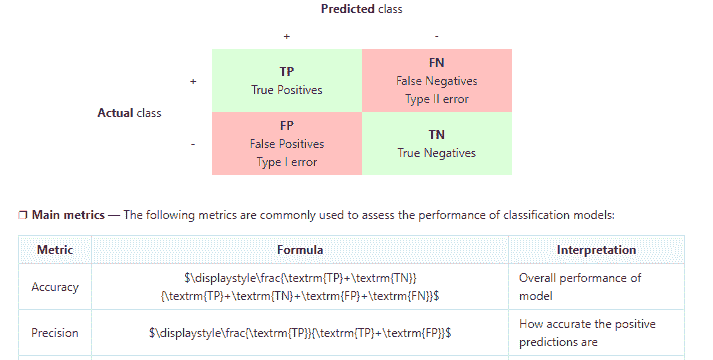 Predicted class
+ -
TP
True Positives
FN
False Negatives
Type II error
+
Actual class
FP
False Positives
Type I error
TN
True Negatives
-
❐ Main metrics — The following metrics are commonly used to assess the performance of classification models:
Metric Formula Interpretation
Accuracy
$\displaystyle\frac{\textrm{TP}+\textrm{TN}}
{\textrm{TP}+\textrm{TN}+\textrm{FP}+\textrm{FN}}$
Overall performance of
model
Precision
$\displaystyle\frac{\textrm{TP}}{\textrm{TP}+\textrm{FP}}$
How accurate the positive
predictions are